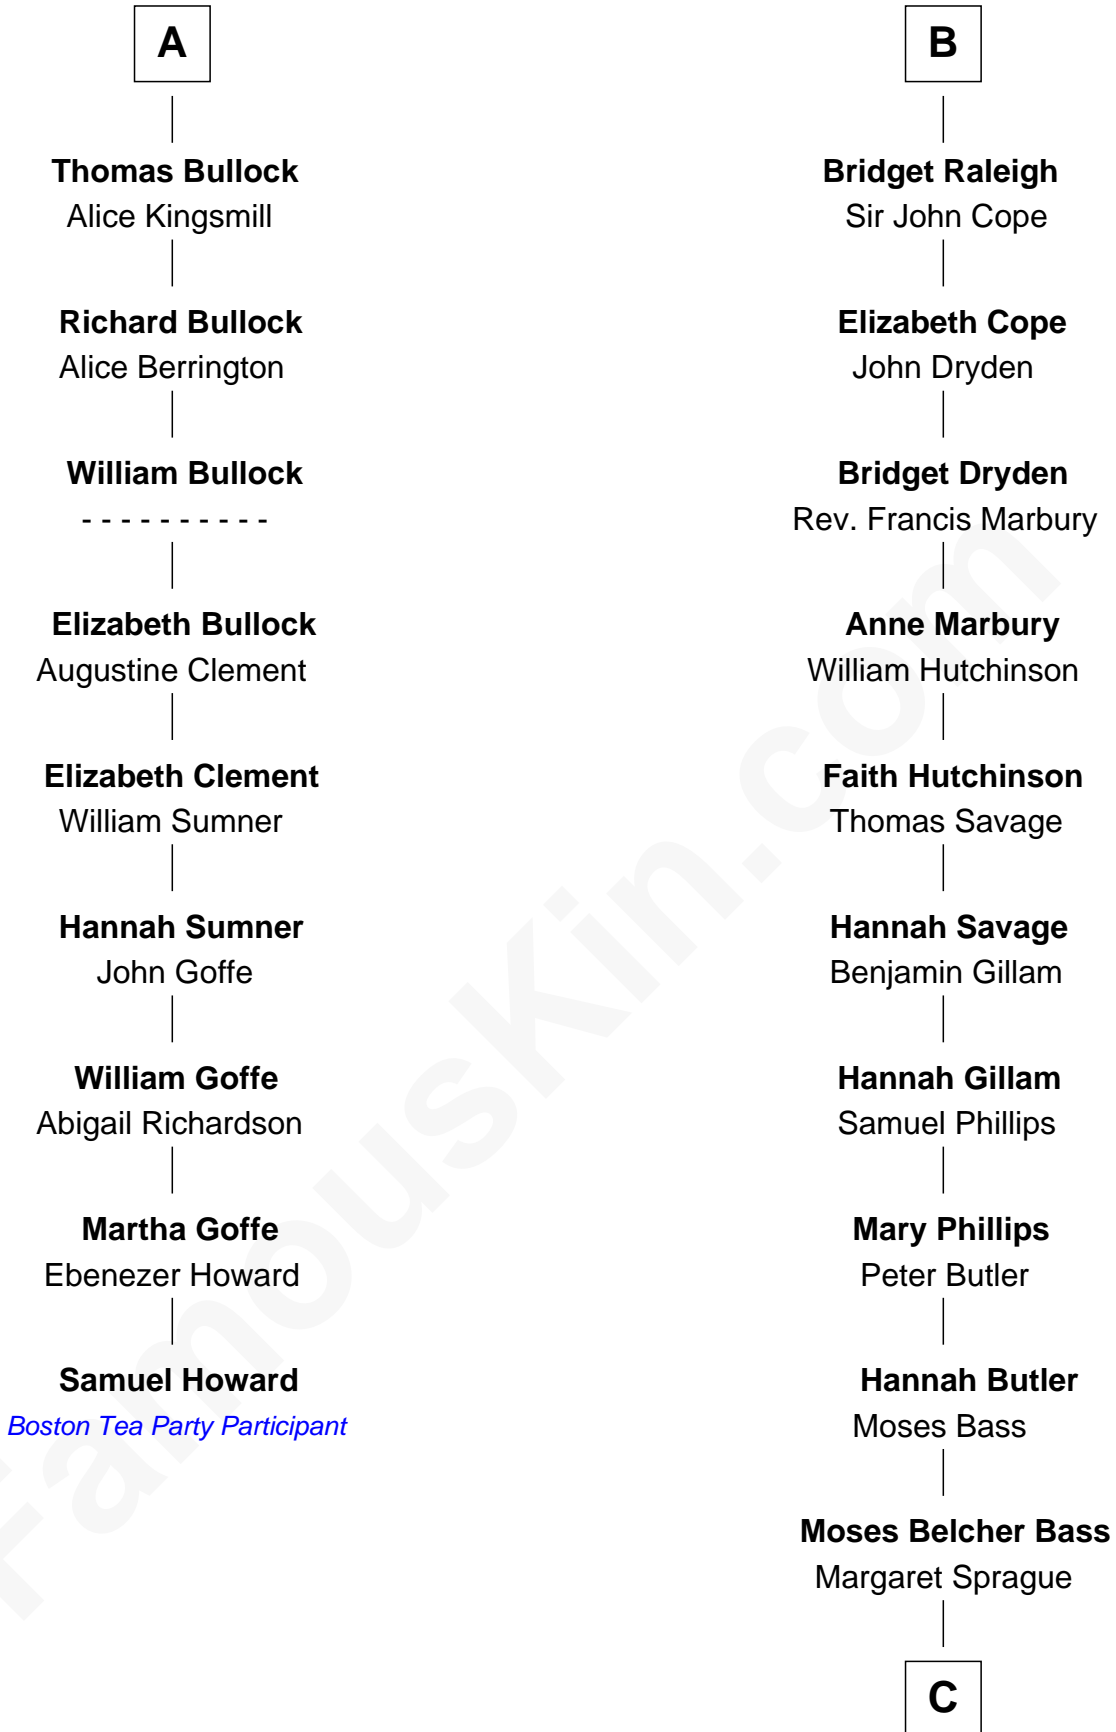 A
Thomas Bullock
Alice Kingsmill
Richard Bullock
Alice Berrington
William Bullock
- - - - - - - - - -
Elizabeth Bullock
Augustine Clement
Elizabeth Clement
William Sumner
Hannah Sumner
John Goffe
William Goffe
Abigail Richardson
Martha Goffe
Ebenezer Howard
Samuel Howard
Boston Tea Party Participant
B
Bridget Raleigh
Sir John Cope
Elizabeth Cope
John Dryden
Bridget Dryden
Rev. Francis Marbury
Anne Marbury
William Hutchinson
Faith Hutchinson
Thomas Savage
Hannah Savage
Benjamin Gillam
Hannah Gillam
Samuel Phillips
Mary Phillips
Peter Butler
Hannah Butler
Moses Bass
Moses Belcher Bass
Margaret Sprague
C
FamousKin.com